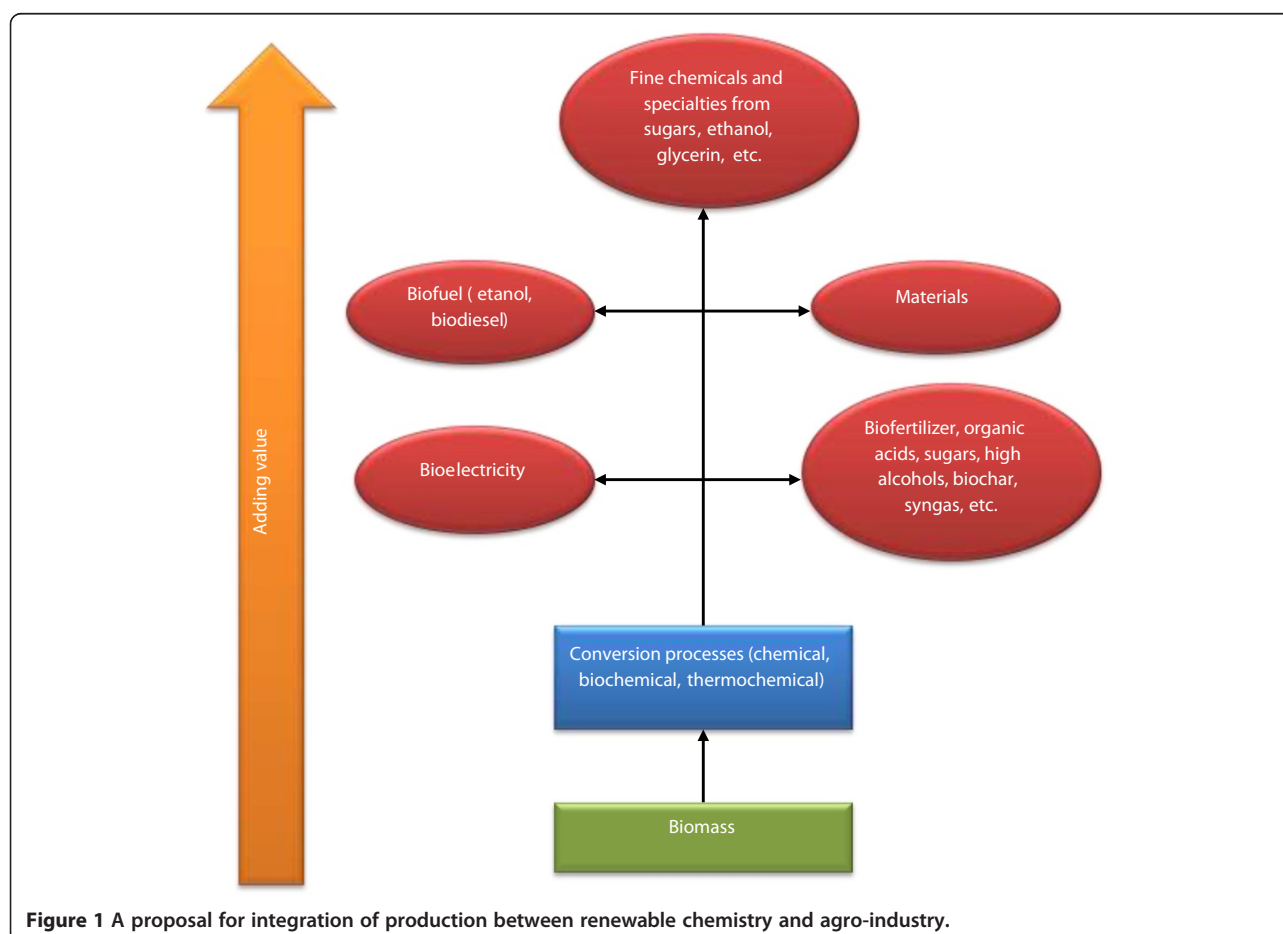 Fine chemicals and
specialties from
sugars, ethanol,
glycerin, etc.
Biofuel ( etanol,
biodiesel)
Materials
Bioelectricity
Biofertilizer, organic
acids, sugars, high
alcohols, biochar,
syngas, etc.
Adding value
Conversion processes (chemical,
biochemical, thermochemical)
Biomass
Figure 1 A proposal for integration of production between renewable chemistry and agro-industry.